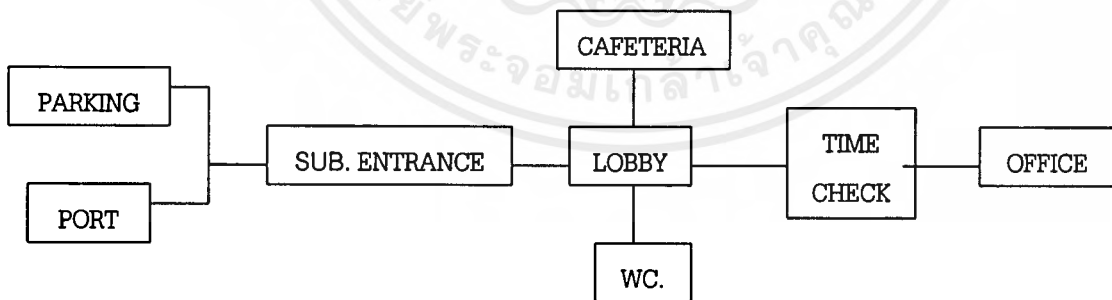 CAFETERIA
PARKING
SUB. ENTRANCE
LOBBY
TIME
CHECK
OFFICE
PORT
WC.